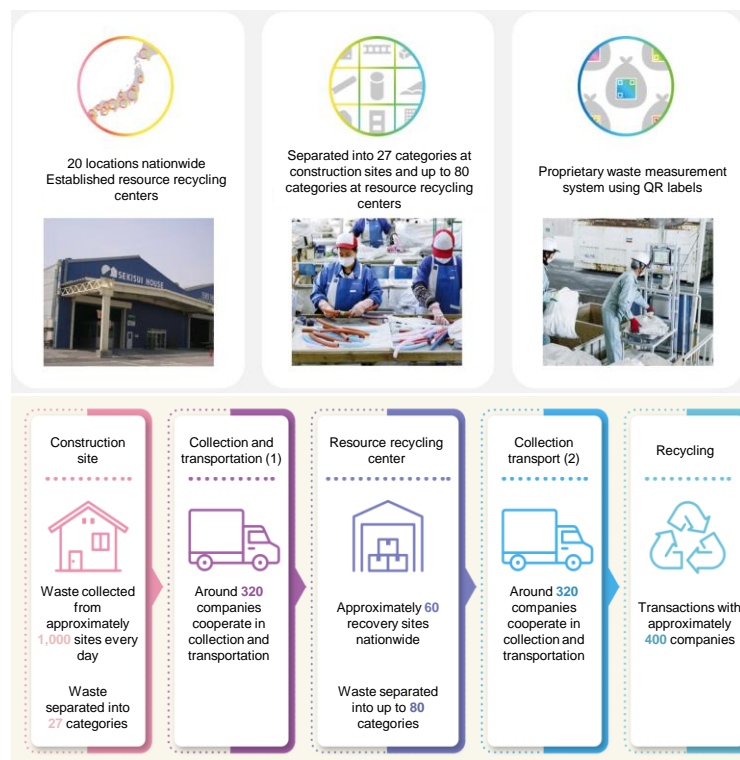 20 locations nationwide
Established resource recycling
centers
Separated into 27 categories at
construction sites and up to 80
categories at resource recycling
centers
Proprietary waste measurement
system using QR labels
SEKISUI HOUSE
Construction
site
Waste collected
from
approximately
1,000 sites every
day
Waste
separated into
27 categories
Collection and
transportation (1)
Around 320
companies
cooperate in
collection and
transportation
Resource recycling
center
Approximately 60
recovery sites
nationwide
Waste separated
into up to 80
categories
Collection
transport (2)
Around 320
companies
cooperate in
collection and
transportation
Recycling
Transactions with
approximately
400 companies